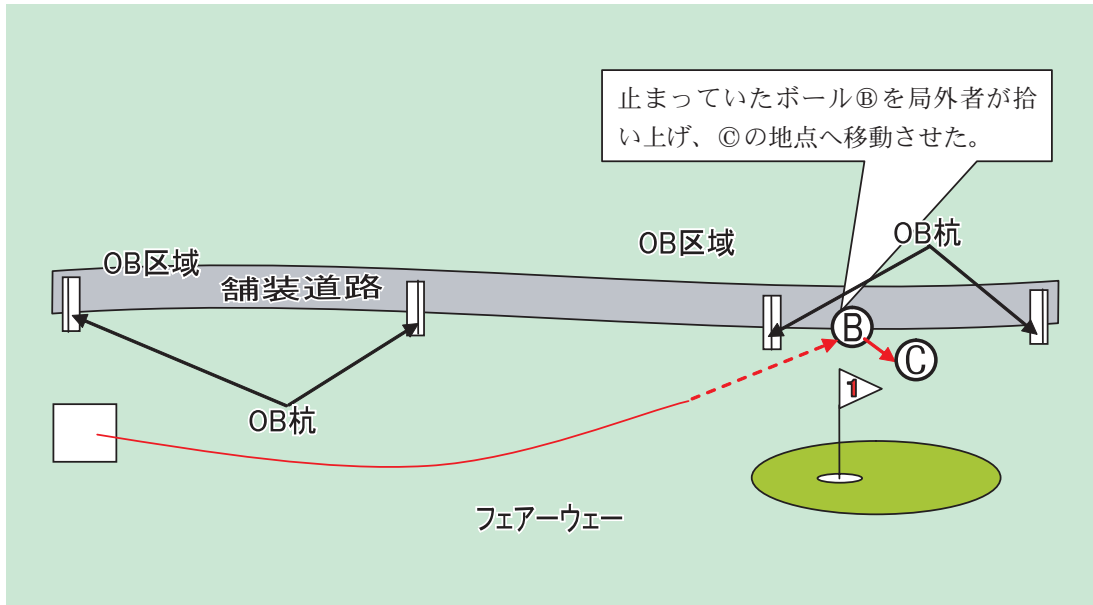 止まっていたボールⒷを局外者が拾
い上げ、Ⓒの地点へ移動させた。
OB区域
OB杭
OB区域
舗装道路
B
C
1
OB杭
フェアーウェー